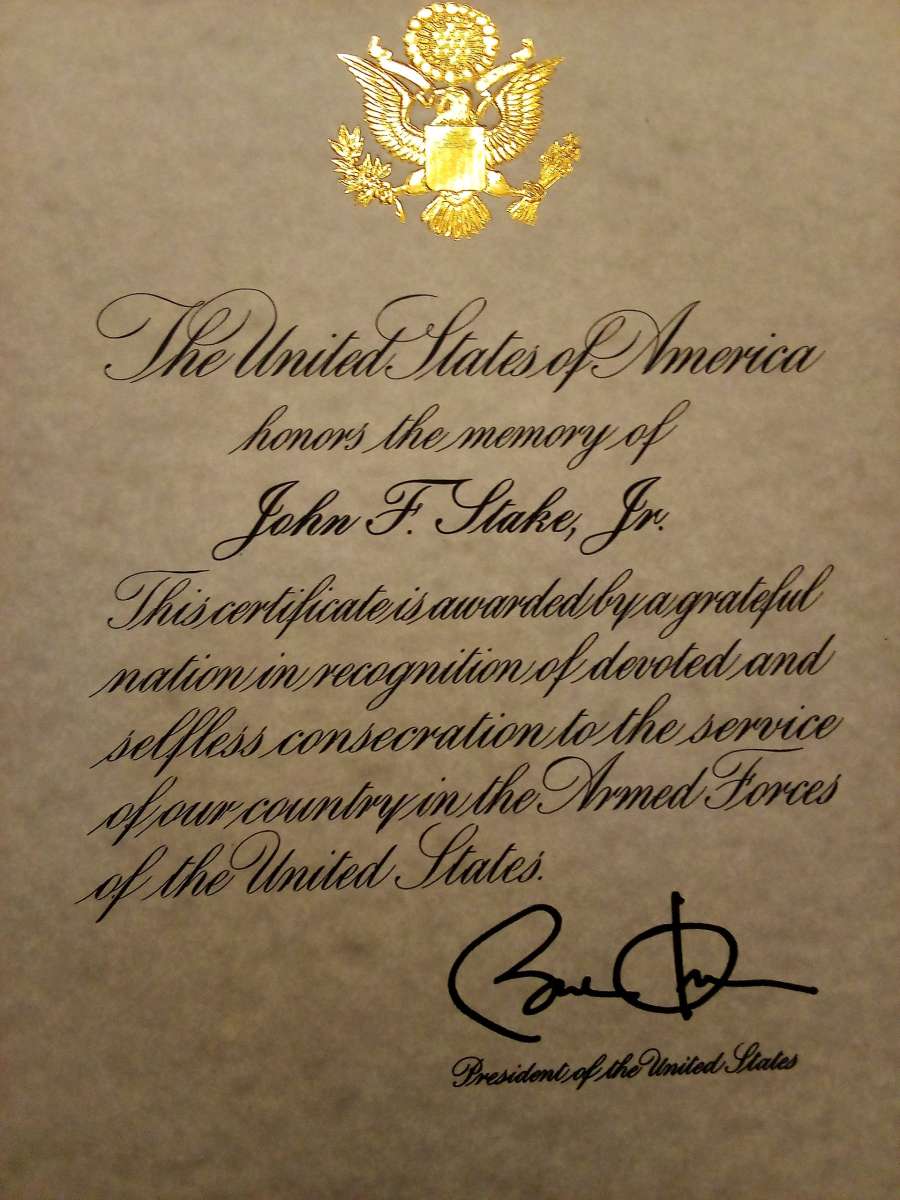 The United States of America
honors the memory of
John F. Stake, Jr.
This certificate is awarded by a grateful
nation in recognition of devoted and
selfless consecration to the service
of our country in the Armed Forces
of the United States.
President of the United States